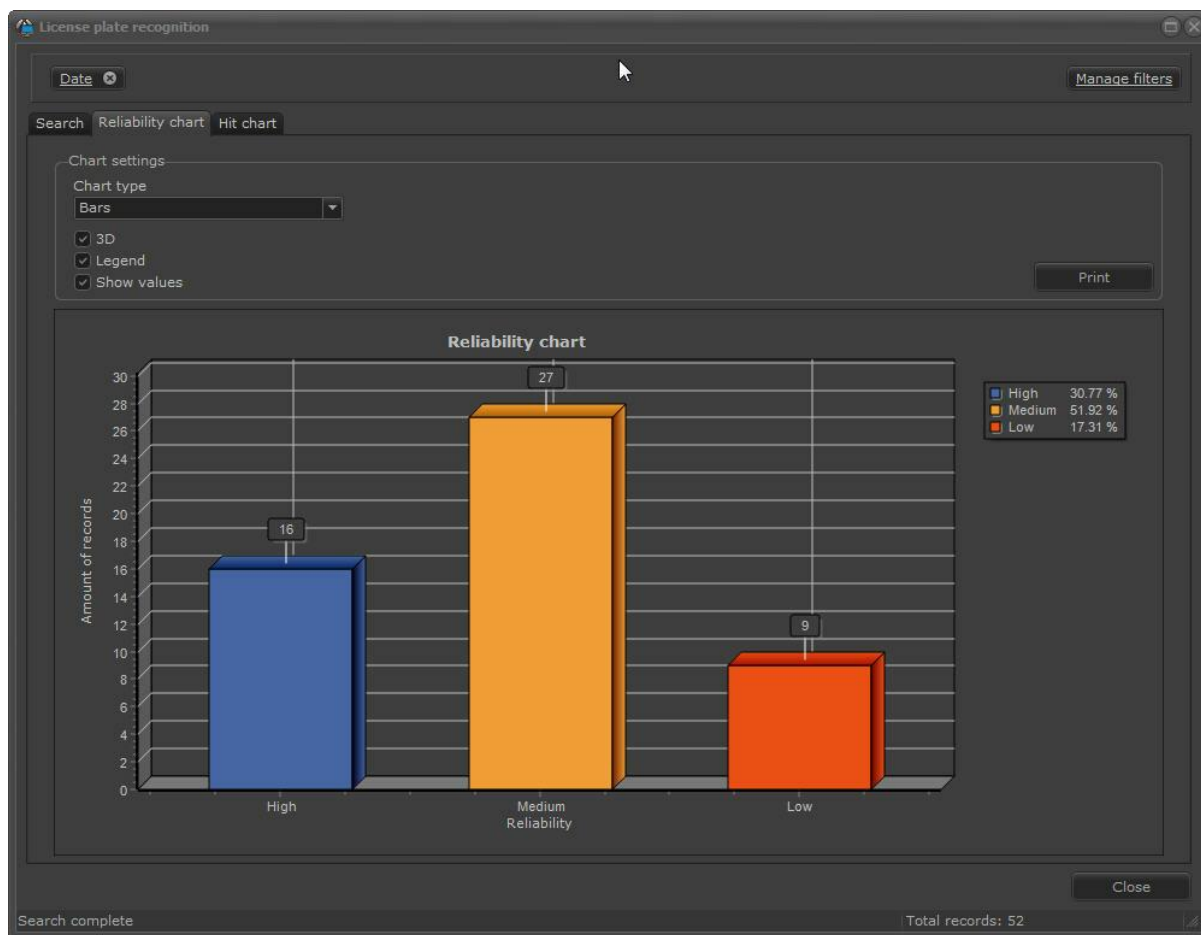 License plate recognition
Date
Manage filters
Search Reliability chart Hit chart
Chart settings
Chart type
Bars
3D
Legend
Show values
Print
Reliability chart
30
28
26
24
22
20
18
16
14
12
10
8
6
4
2
0
Amount of records
16
27
9
High 30.77 %
Medium 51.92 %
Low 17.31 %
High Medium Low
Reliability
Close
Search complete Total records: 52